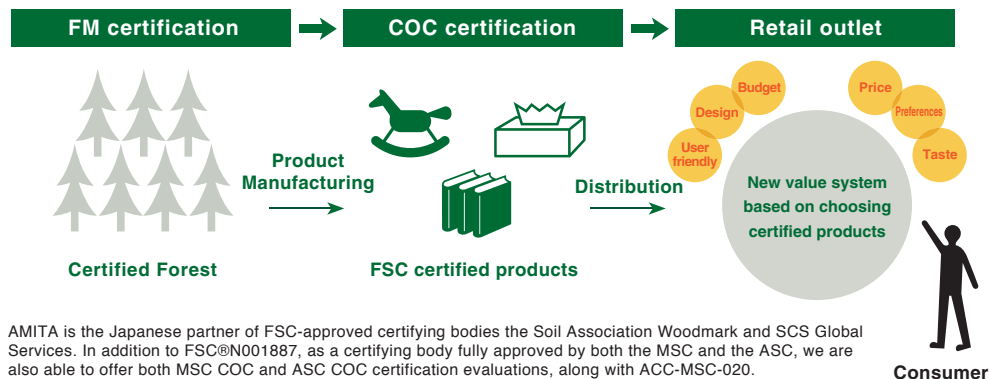 FM certification
COC certification
Retail outlet
Product
Manufacturing
Certified Forest
FSC certified products
Distribution
User
friendly
Design
Budget
Price
Preferences
Taste
New value system
based on choosing
certified products
AMITA is the Japanese partner of FSC-approved certifying bodies the Soil Association Woodmark and SCS Global
Services. In addition to FSC®N001887, as a certifying body fully approved by both the MSC and the ASC, we are
also able to offer both MSC COC and ASC COC certification evaluations, along with ACC-MSC-020.
Consumer